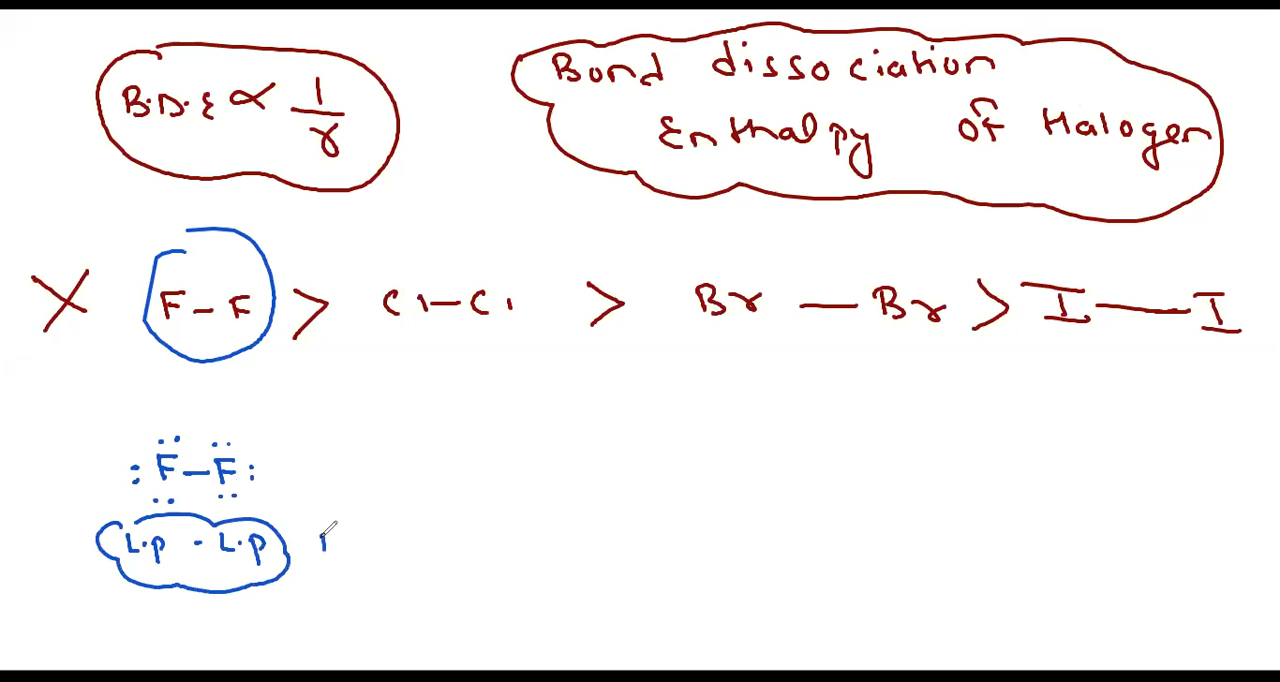 B.D.E ∝ 1/r
Bond dissociation
Enthalpy of Halogen
X F-F > Cl-Cl > Br-Br > I-I
:F-F:
L.p - L.p